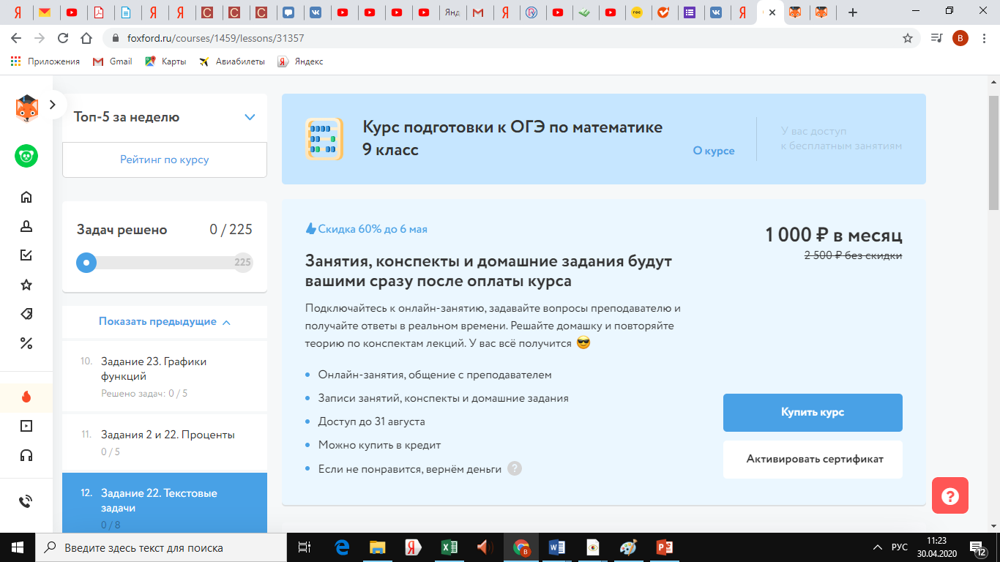 Янд
foxford.ru/courses/1459/lessons/31357
В
Приложения
Gmail
Карты
Авиабилеты
Яндекс
Топ-5 за неделю
Рейтинг по курсу
Задач решено 0 / 225
225
Показать предыдущие
10. Задание 23. Графики
функций
Решено задач: 0 / 5
11. Задания 2 и 22. Проценты
0 / 5
12. Задание 22. Текстовые
задачи
0 / 8
Курс подготовки к ОГЭ по математике
9 класс
О курсе
У вас доступ
к бесплатным занятиям
Скидка 60% до 6 мая
1 000 ₽ в месяц
2 500 ₽ без скидки
Занятия, конспекты и домашние задания будут
вашими сразу после оплаты курса
Подключайтесь к онлайн-занятию, задавайте вопросы преподавателю и
получайте ответы в реальном времени. Решайте домашку и повторяйте
теорию по конспектам лекций. У вас всё получится 😎
• Онлайн-занятия, общение с преподавателем
• Записи занятий, конспекты и домашние задания
• Доступ до 31 августа
• Можно купить в кредит
• Если не понравится, вернём деньги ?
Купить курс
Активировать сертификат
?
Введите здесь текст для поиска
РУС
11:23
30.04.2020
12